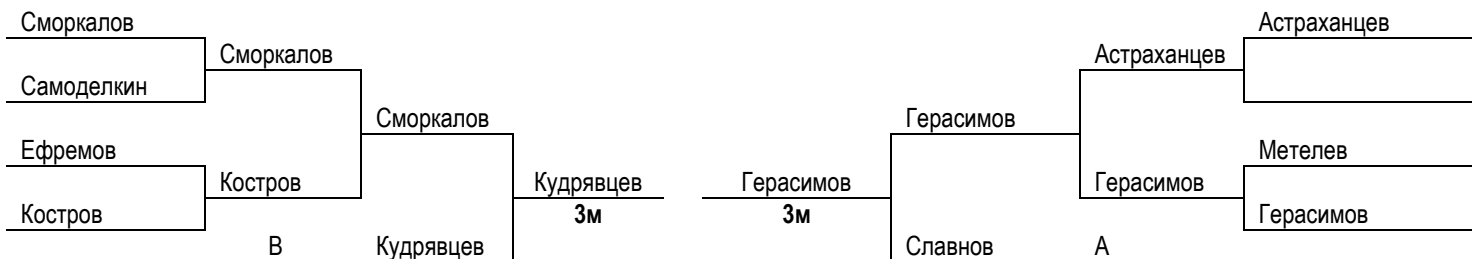 Сморкалов
Астраханцев
Сморкалов
Астраханцев
Самоделкин
Сморкалов
Герасимов
Ефремов
Метелев
Костров
Кудрявцев
Герасимов
Герасимов
Костров
3м
3м
Герасимов
В
Кудрявцев
Славнов
А